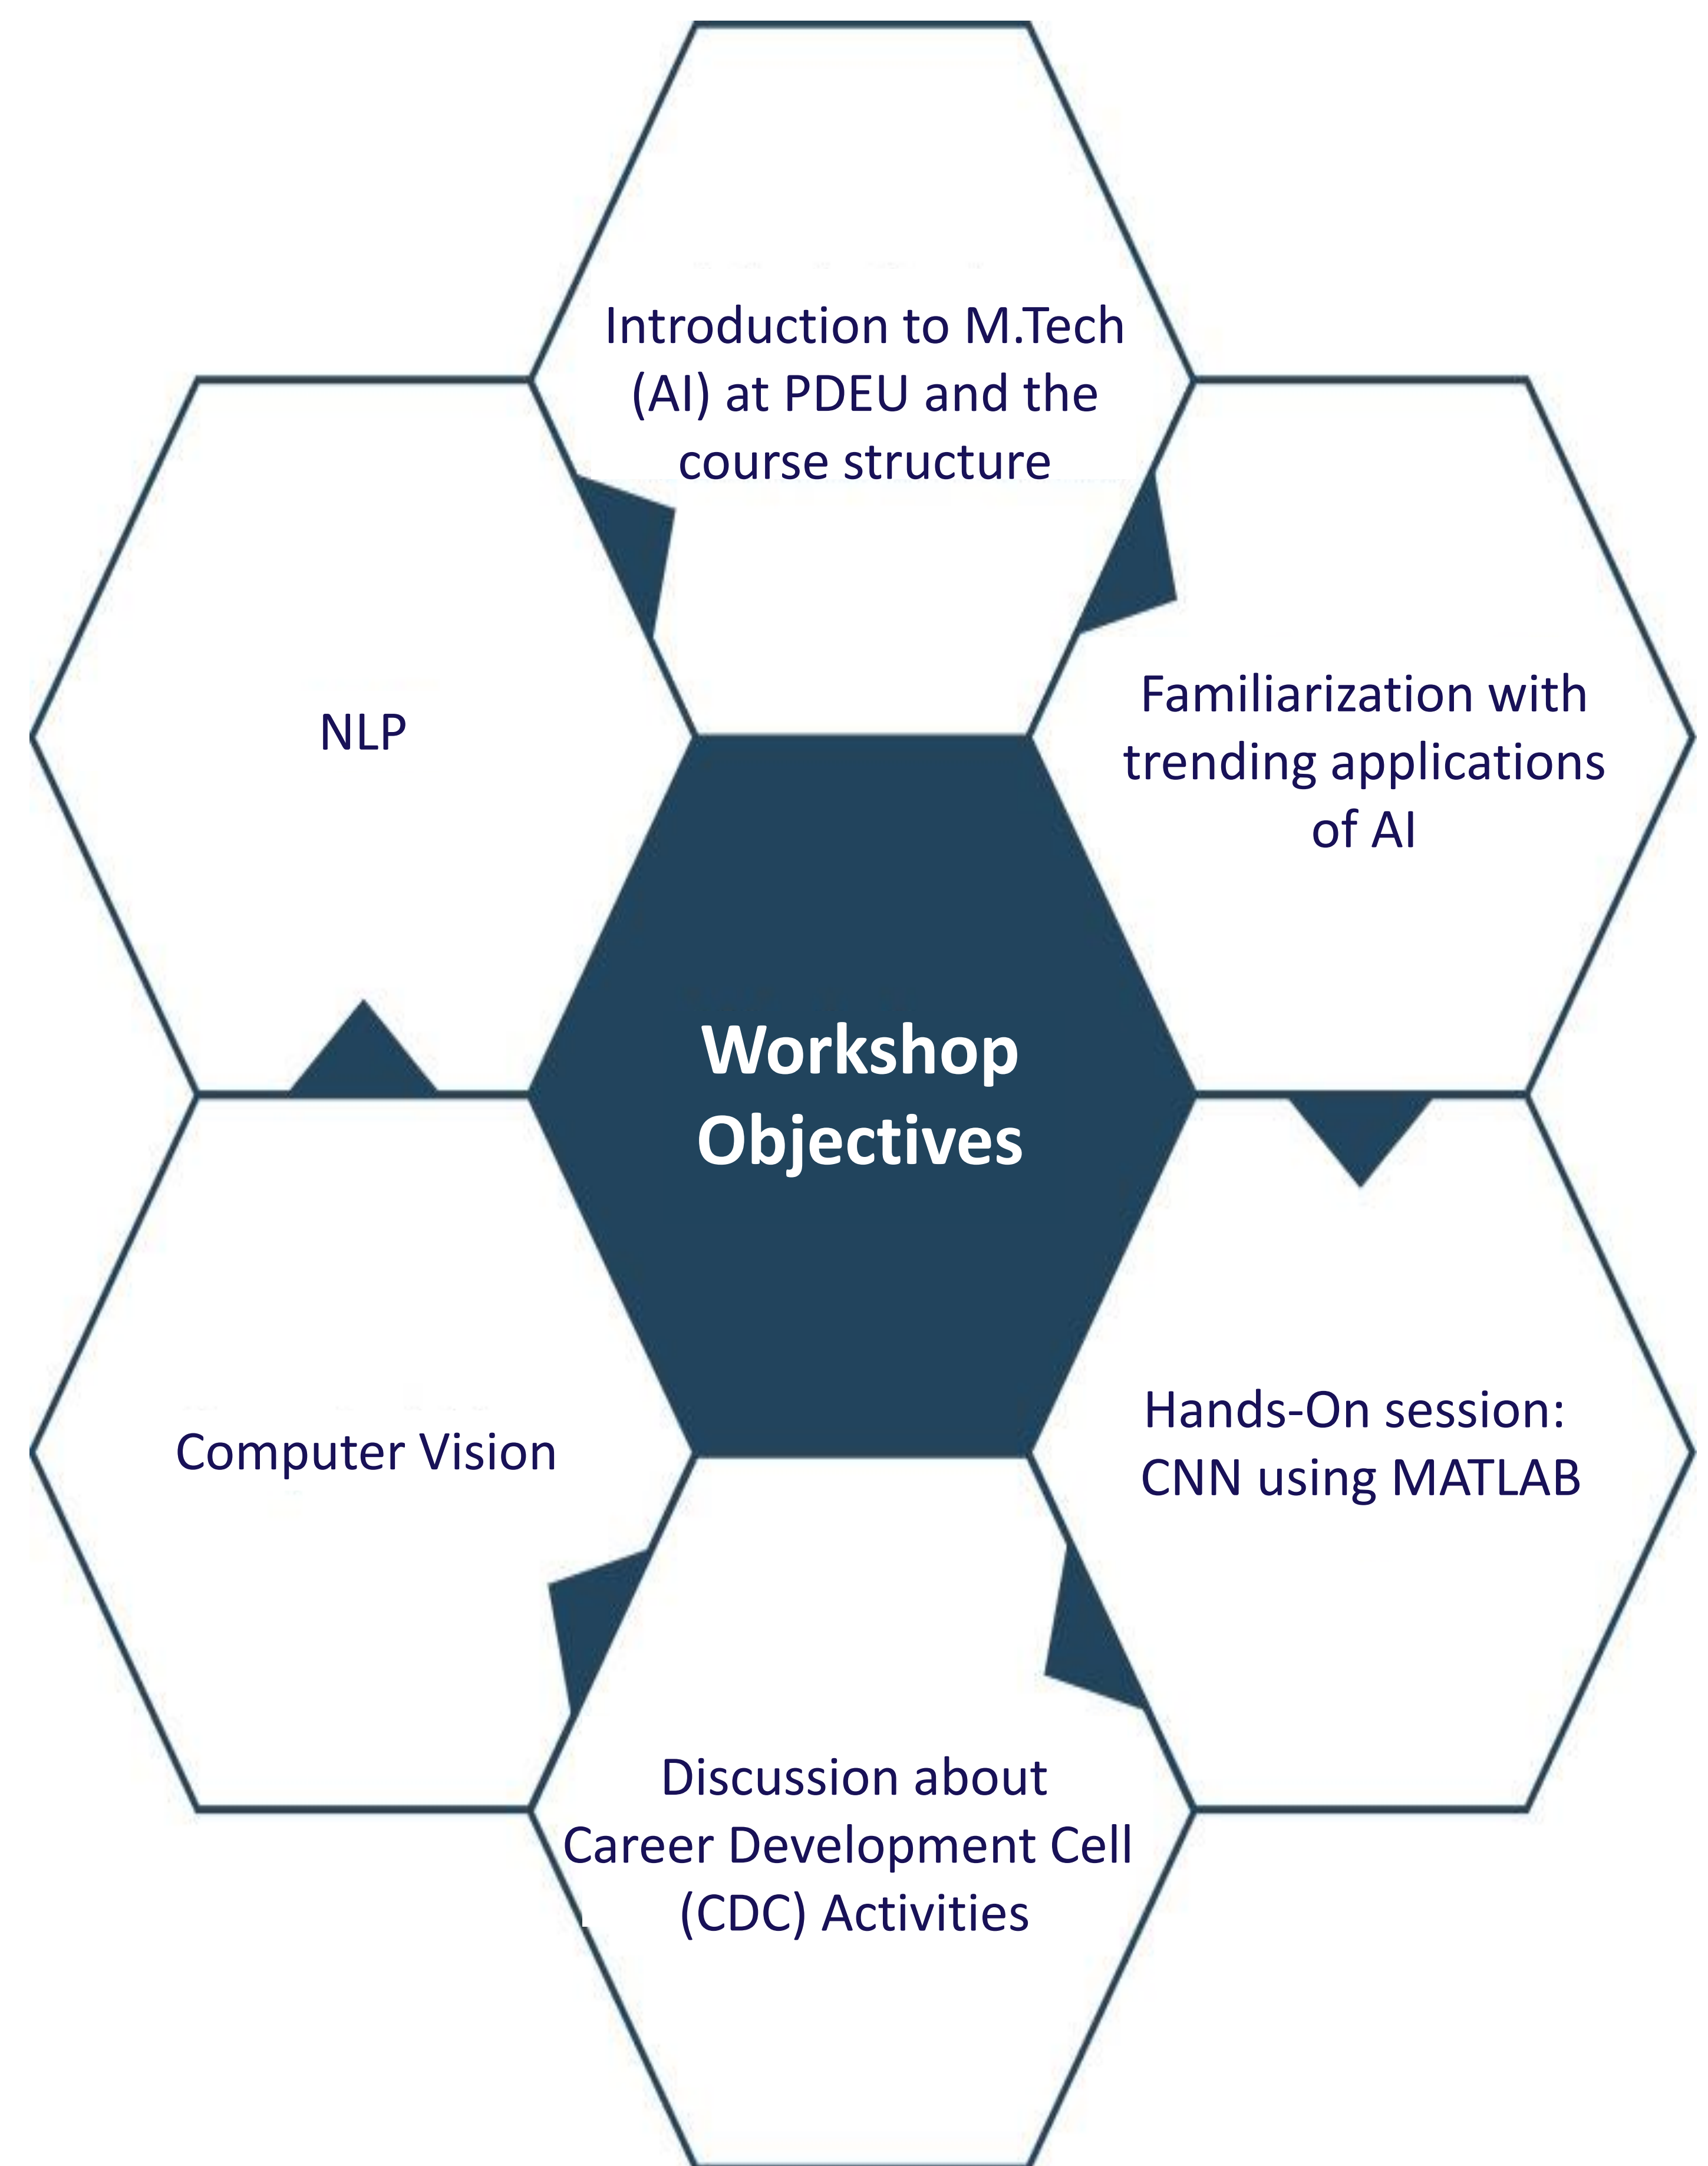 Introduction to M.Tech
(AI) at PDEU and the
course structure
Familiarization with
trending applications
of AI
NLP
Workshop
Objectives
Hands-On session:
CNN using MATLAB
Computer Vision
Discussion about
Career Development Cell
(CDC) Activities